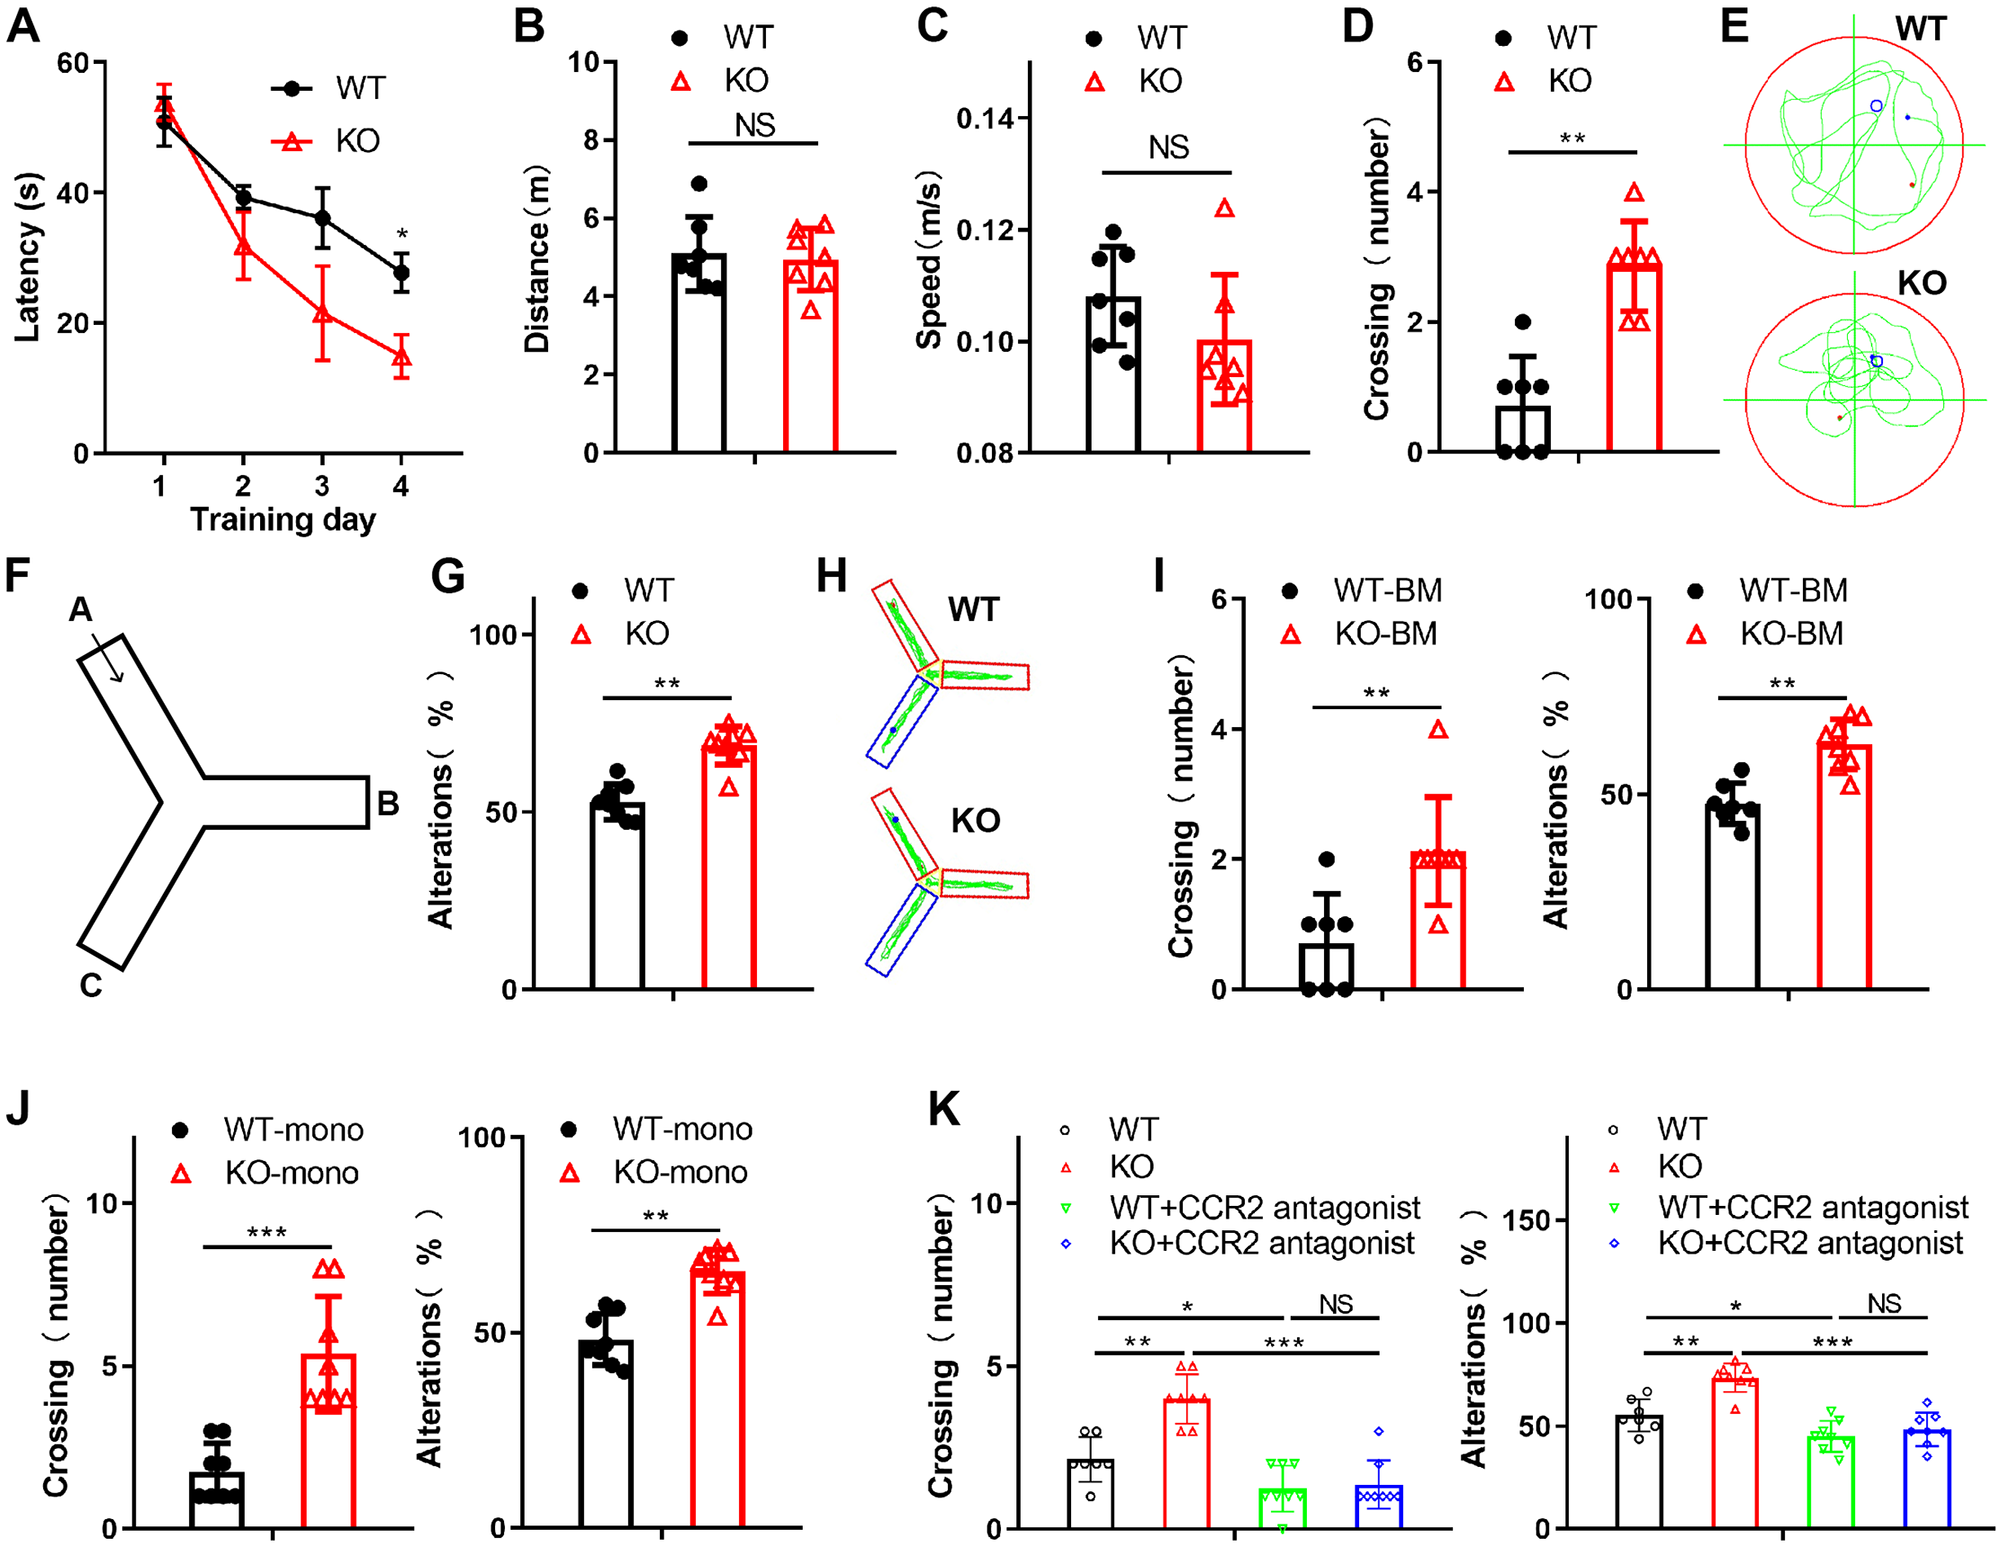 A
60
40
20
0
Latency (s)
1 2 3 4
Training day
WT
KO
*
B
WT
KO
10
8
6
4
2
0
Distance(m)
NS
C
WT
KO
0.14
0.12
0.10
0.08
Speed(m/s)
NS
D
WT
KO
6
4
2
0
Crossing ( number)
**
E
WT
KO
F
A
B
C
G
WT
KO
100
50
0
Alterations( % )
**
H
WT
KO
I
WT-BM
KO-BM
6
4
2
0
Crossing ( number)
**
WT-BM
KO-BM
100
50
0
Alterations( % )
**
J
WT-mono
KO-mono
10
5
0
Crossing ( number)
***
WT-mono
KO-mono
100
50
0
Alterations( % )
**
K
WT
KO
WT+CCR2 antagonist
KO+CCR2 antagonist
10
5
0
Crossing ( number)
* NS
** ***
WT
KO
WT+CCR2 antagonist
KO+CCR2 antagonist
150
100
50
0
Alterations( % )
* NS
** ***